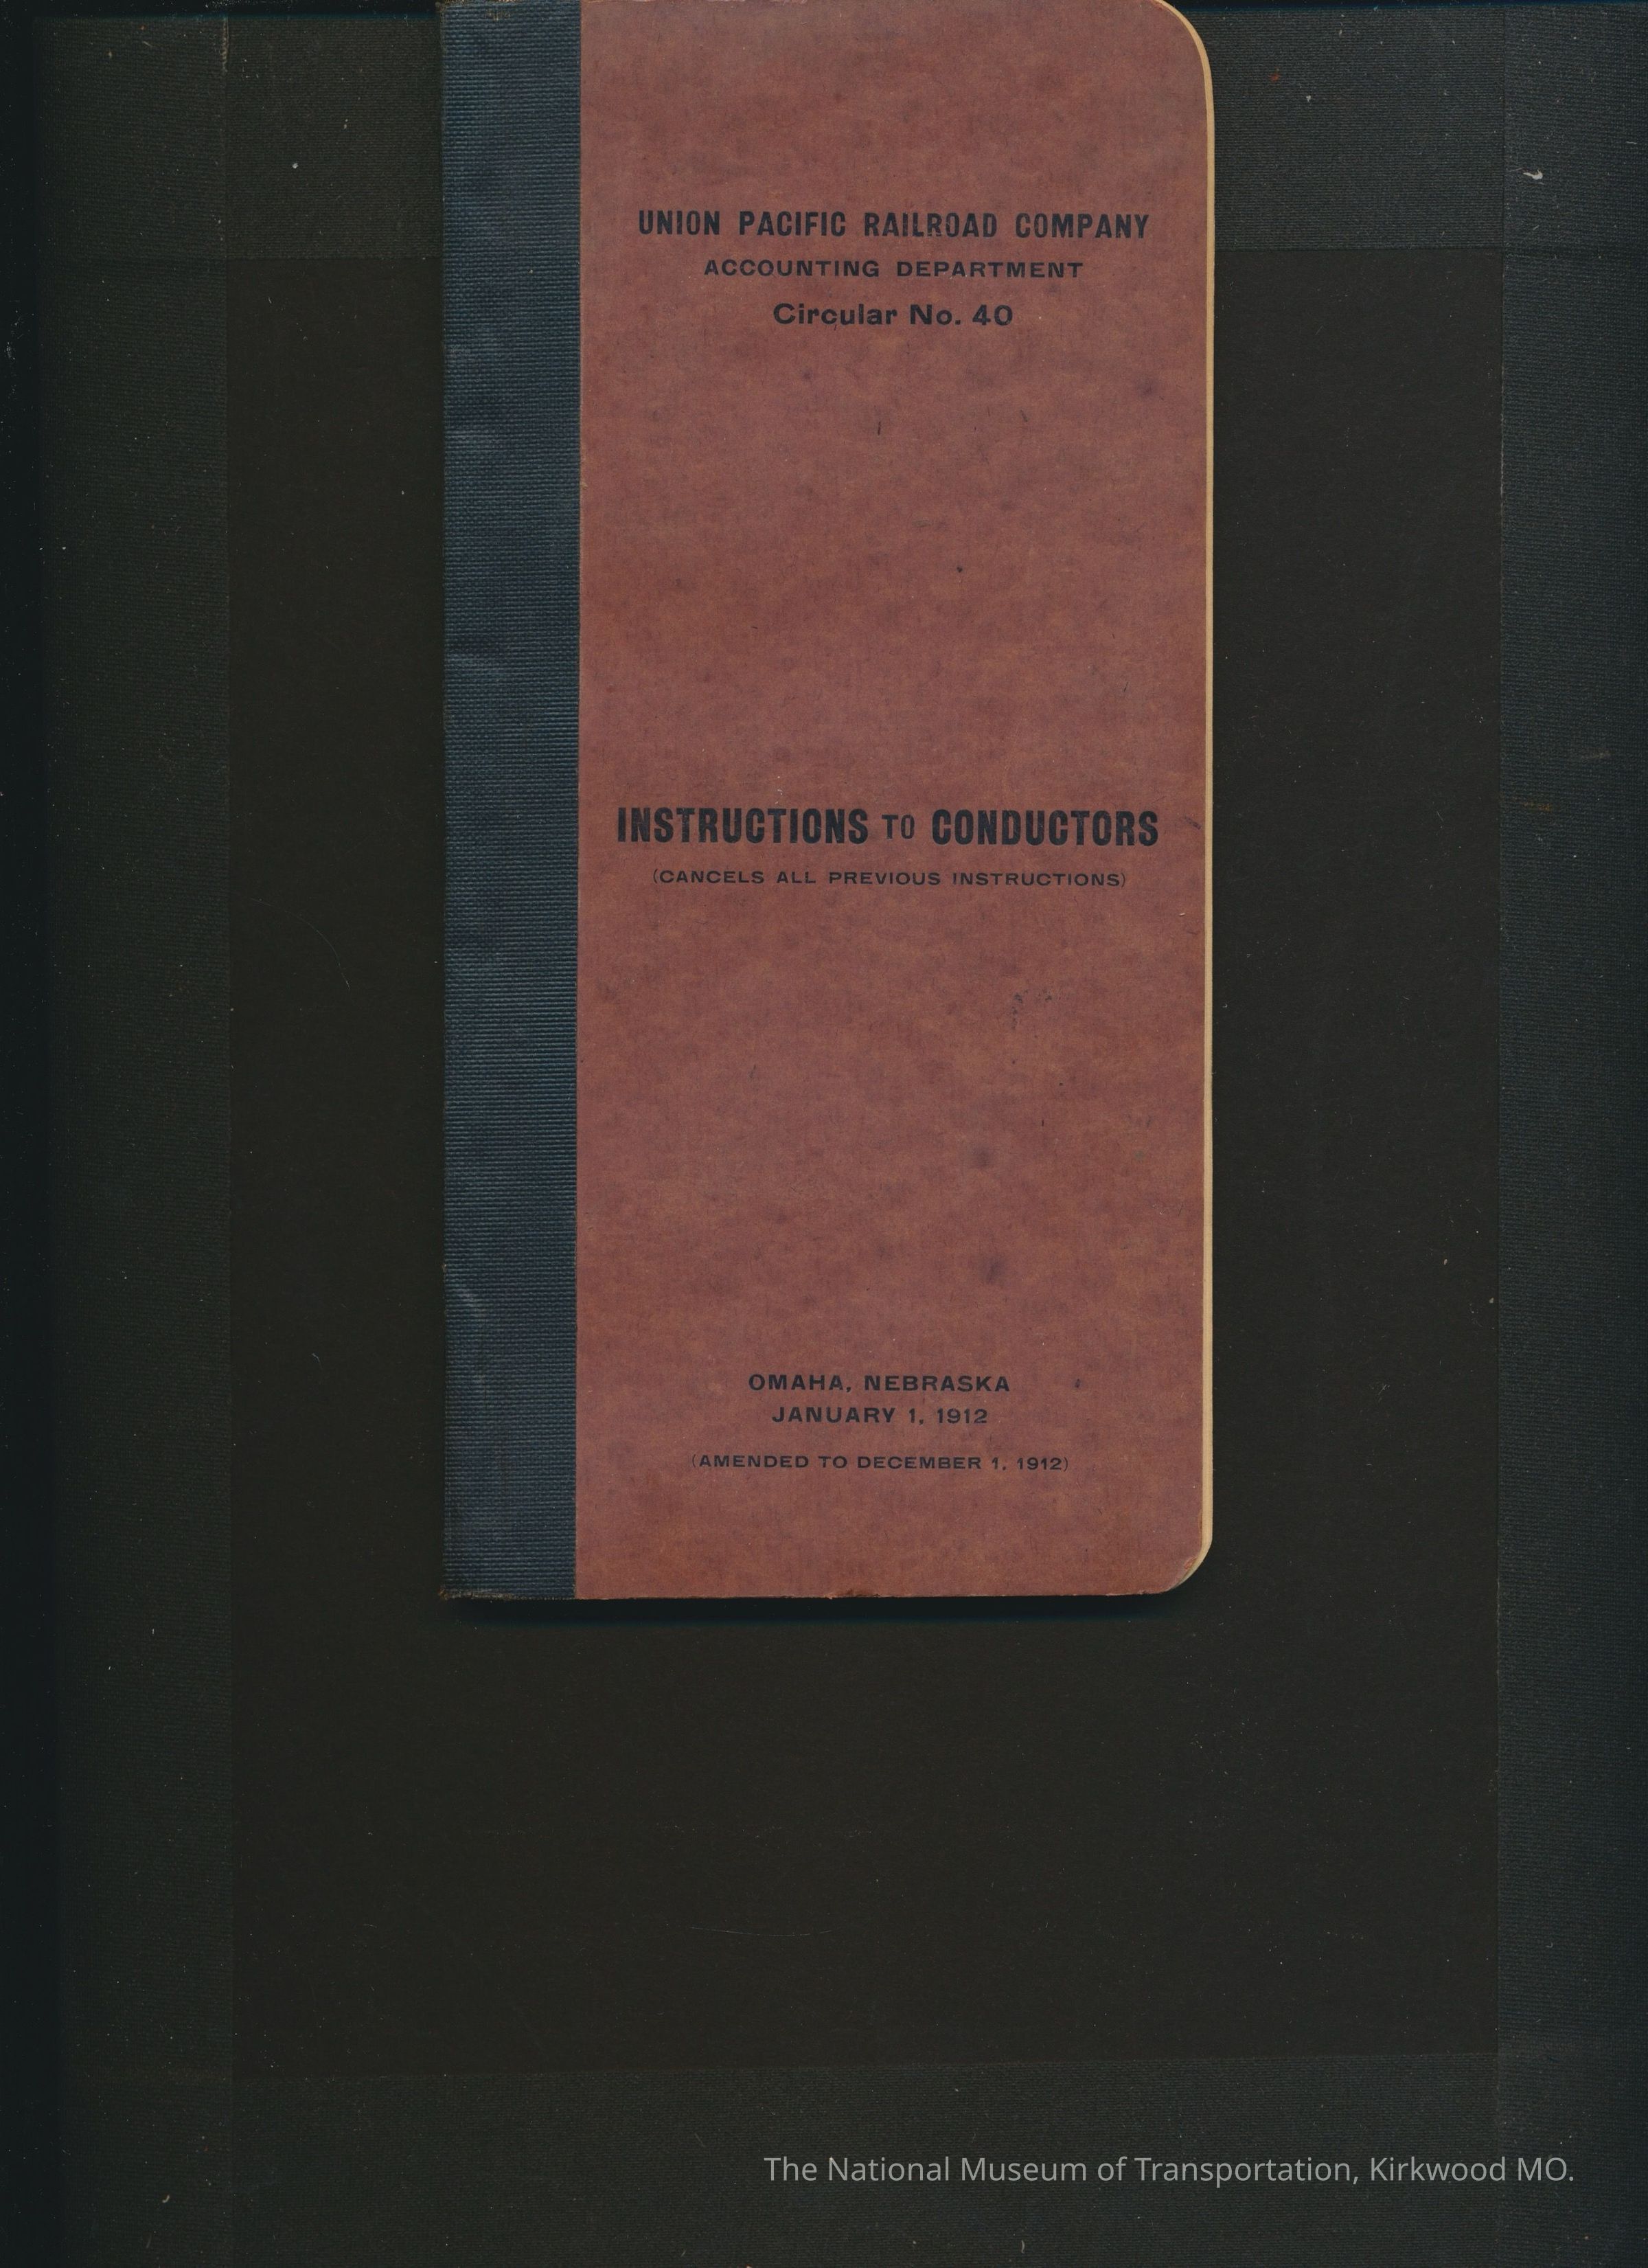 UNION PACIFIC RAILROAD COMPANY
ACCOUNTING DEPARTMENT
Circular No. 40
INSTRUCTIONS TO CONDUCTORS
(CANCELS ALL PREVIOUS INSTRUCTIONS)
OMAHA, NEBRASKA
JANUARY 1, 1912
(AMENDED TO DECEMBER 1, 1912)
The National Museum of Transportation, Kirkwood MO.